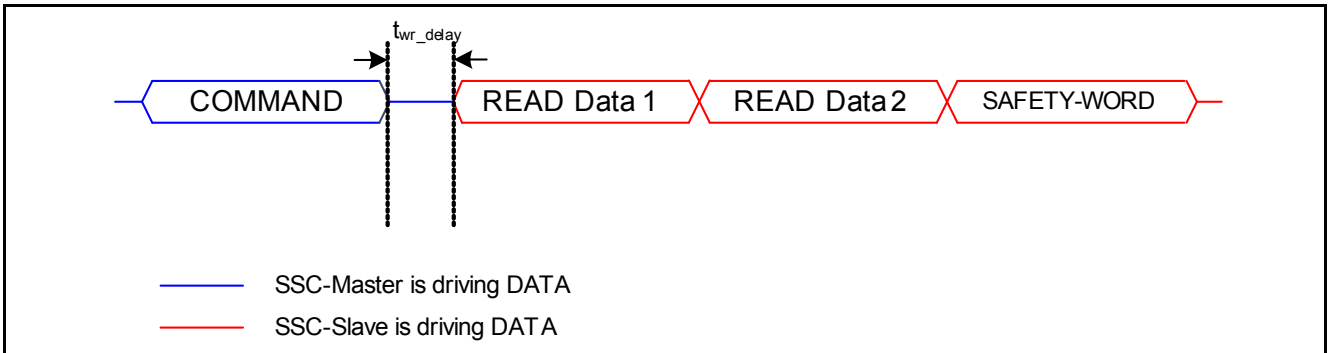 twr_delay
COMMAND READ Data 1 READ Data 2 SAFETY-WORD
SSC-Master is driving DATA
SSC-Slave is driving DATA